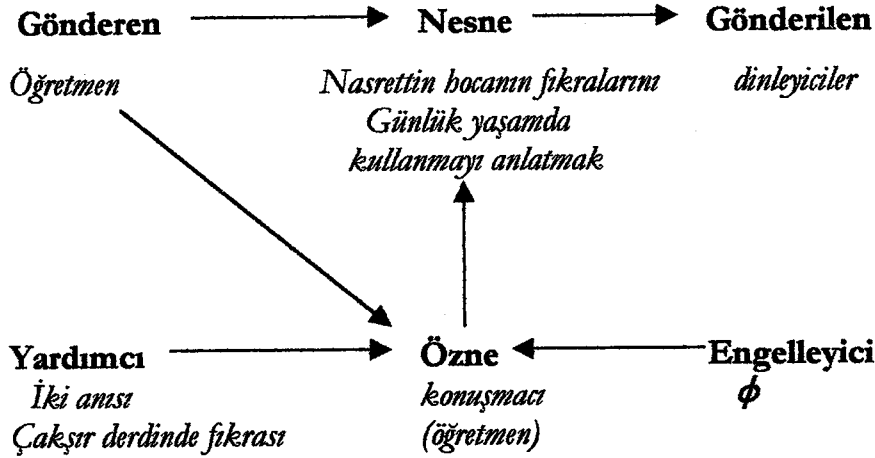 Gönderen Nesne Gönderilen
Öğretmen Nasrettin hocanın fıkralarını dinleyiciler
Günlük yaşamda
kullanmayı anlatmak
Yardımcı Özne Engelleyici
İki anısı konuşmacı ϕ
Çakşır derdinde fıkrası (öğretmen)